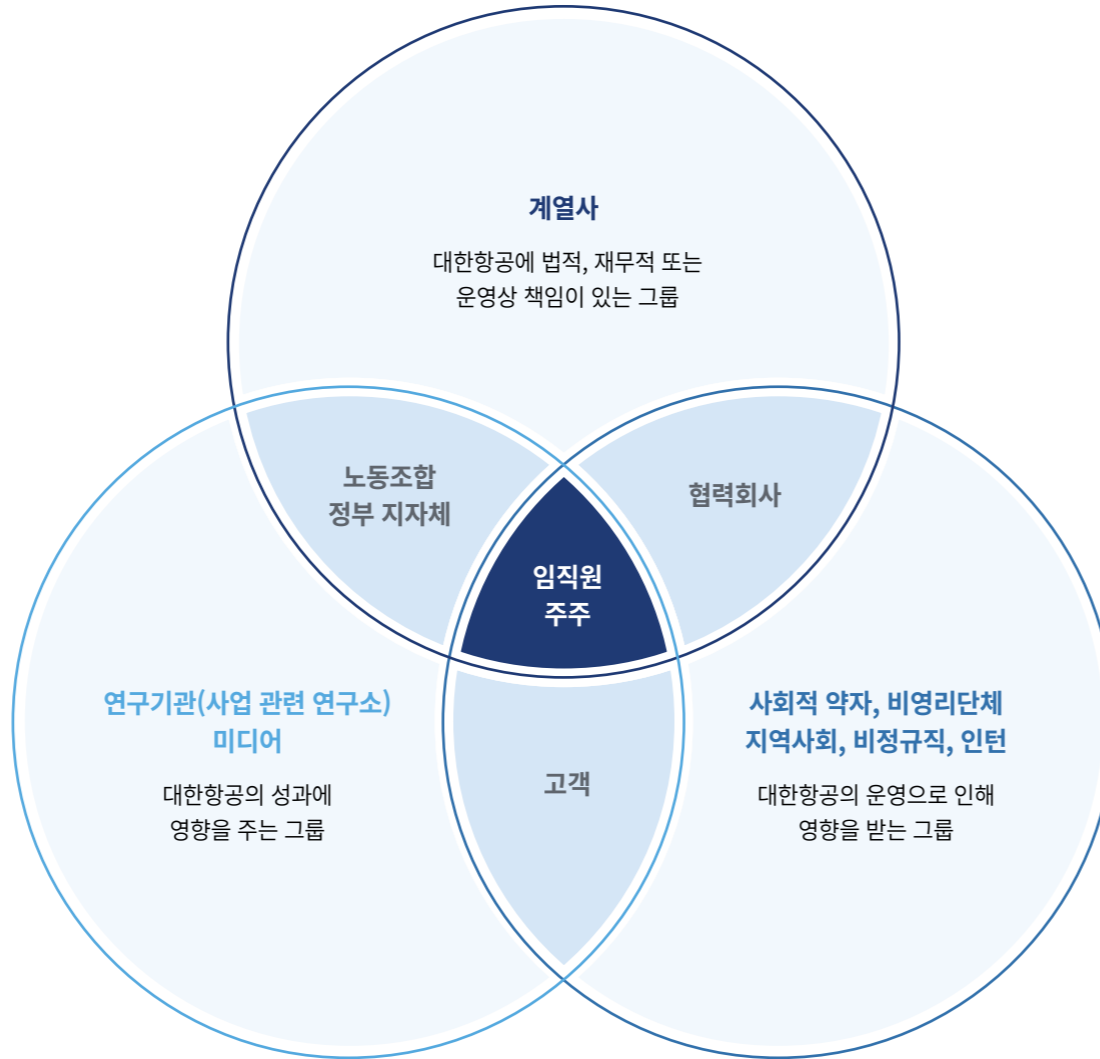 계열사
대한항공에 법적, 재무적 또는
운영상 책임이 있는 그룹
노동조합
정부 지자체
협력회사
임직원
주주
연구기관(사업 관련 연구소)
미디어
대한항공의 성과에
영향을 주는 그룹
고객
사회적 약자, 비영리단체
지역사회, 비정규직, 인턴
대한항공의 운영으로 인해
영향을 받는 그룹